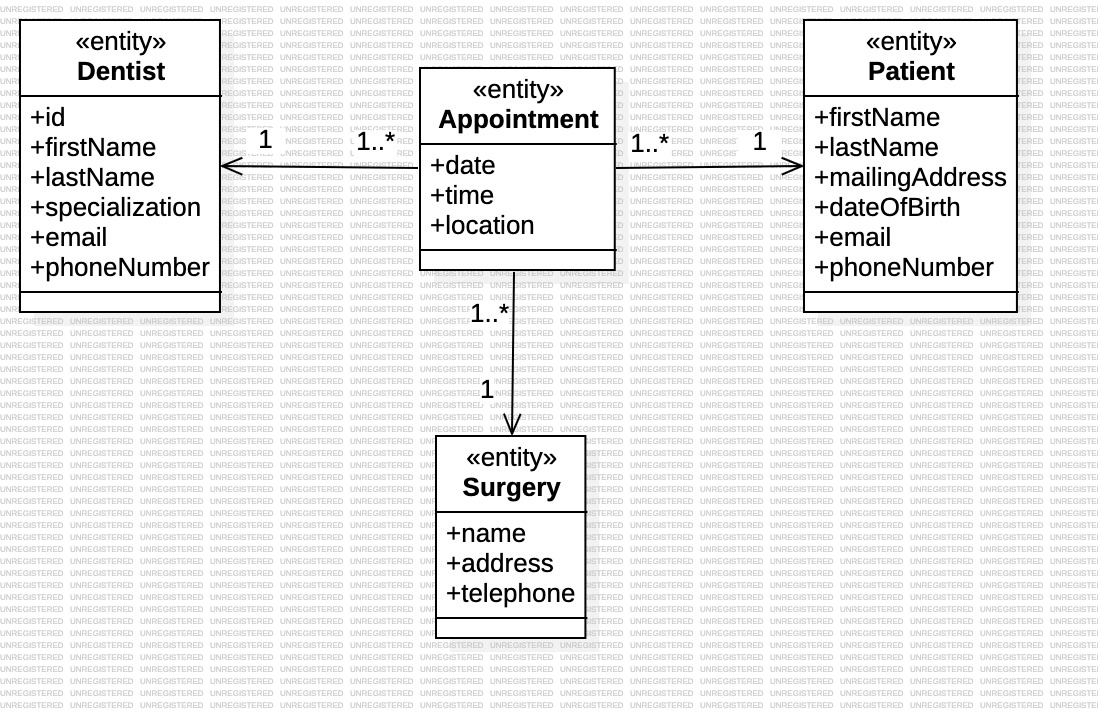 «entity»
Dentist
+id
+firstName
+lastName
+specialization
+email
+phoneNumber
1
1..*
«entity»
Appointment
+date
+time
+location
1..*
1
«entity»
Patient
+firstName
+lastName
+mailingAddress
+dateOfBirth
+email
+phoneNumber
1..*
1
«entity»
Surgery
+name
+address
+telephone
UNREGISTERED